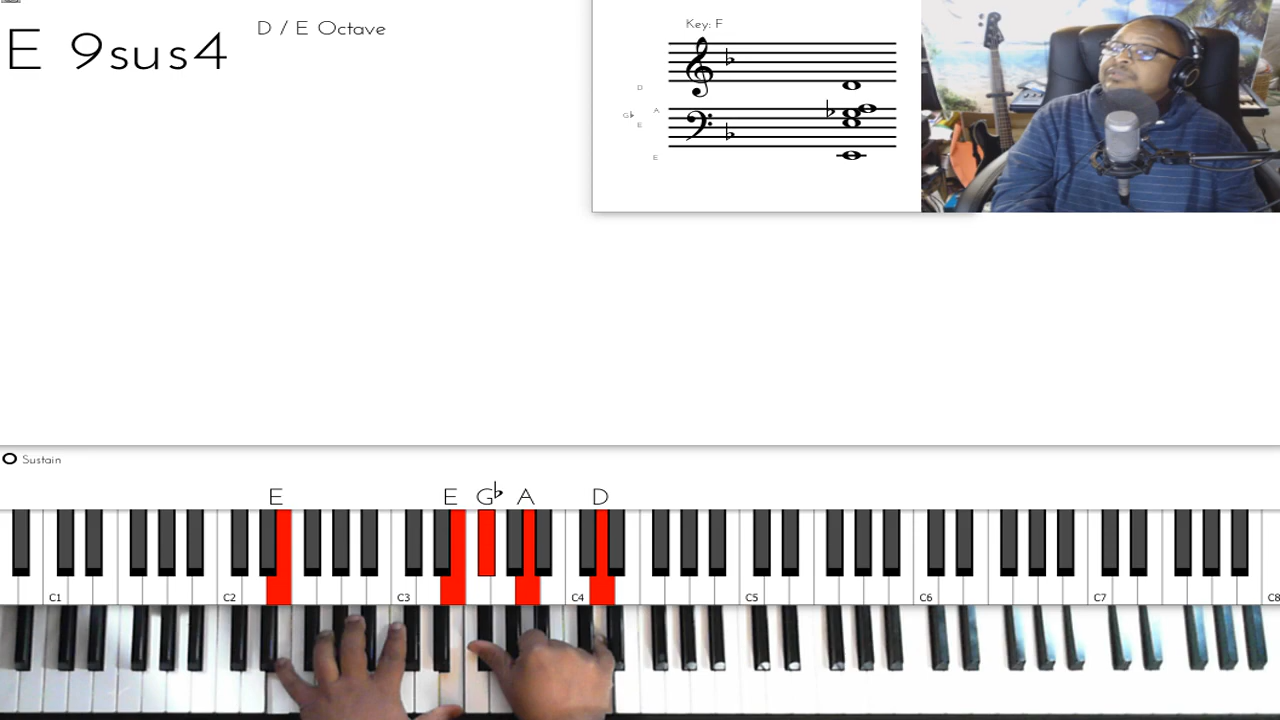 E 9sus4
D / E Octave
Key: F
D
A
G♭
E
E
Sustain
E E G♭ A D
C1 C2 C3 C4 C5 C6 C7 C8